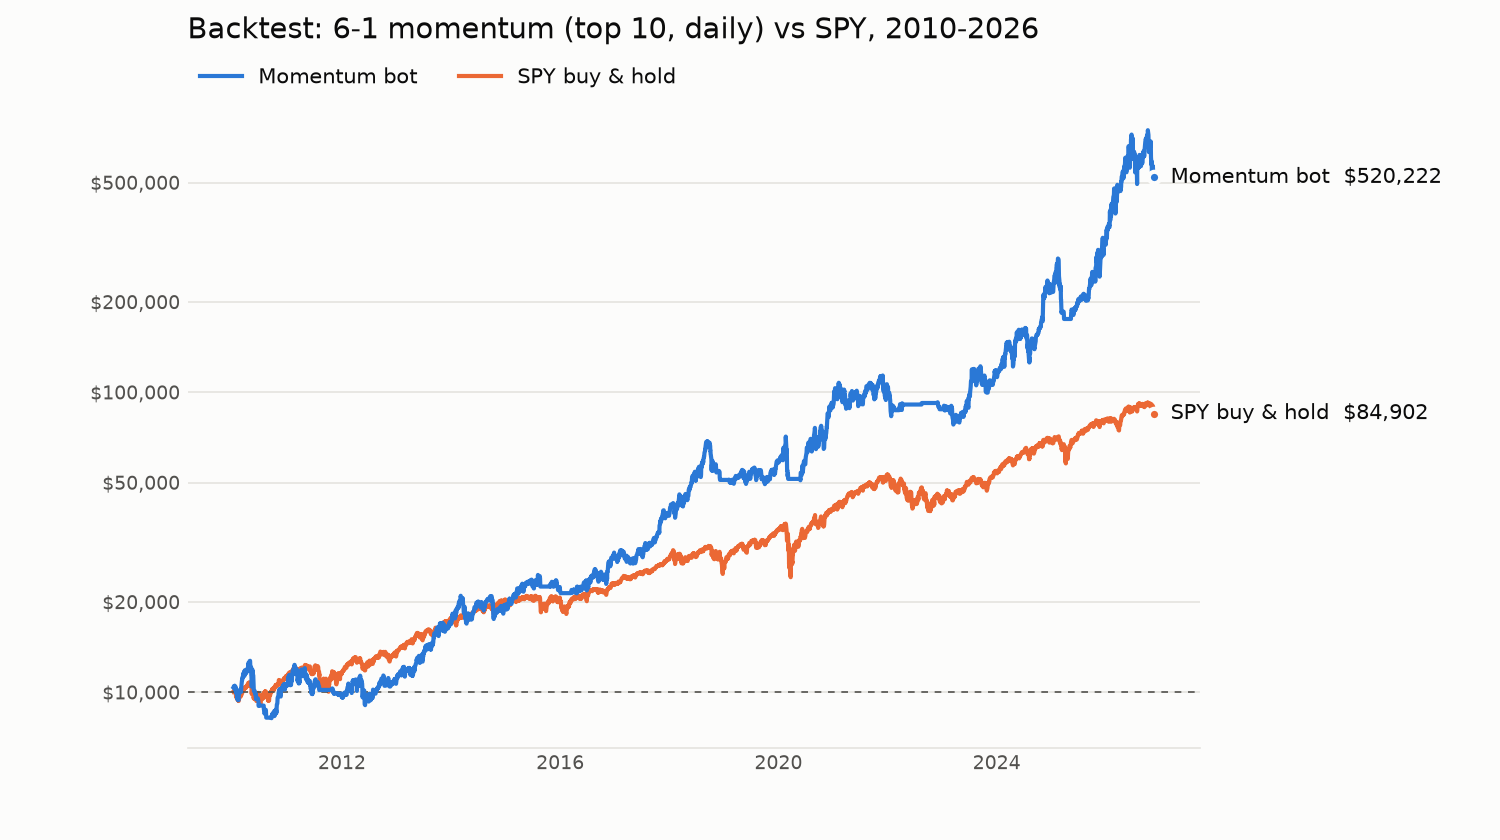 Backtest: 6-1 momentum (top 10, daily) vs SPY, 2010-2026
Momentum bot SPY buy & hold
$500,000
Momentum bot $520,222
$200,000
$100,000
SPY buy & hold $84,902
$50,000
$20,000
$10,000
2012 2016 2020 2024